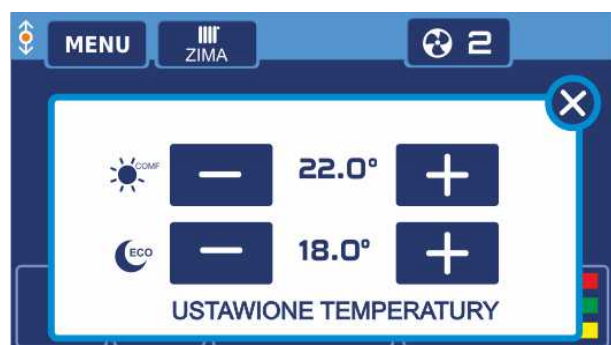 MENU
ZIMA
2
COMF
22.0°
ECO
18.0°
USTAWIONE TEMPERATURY